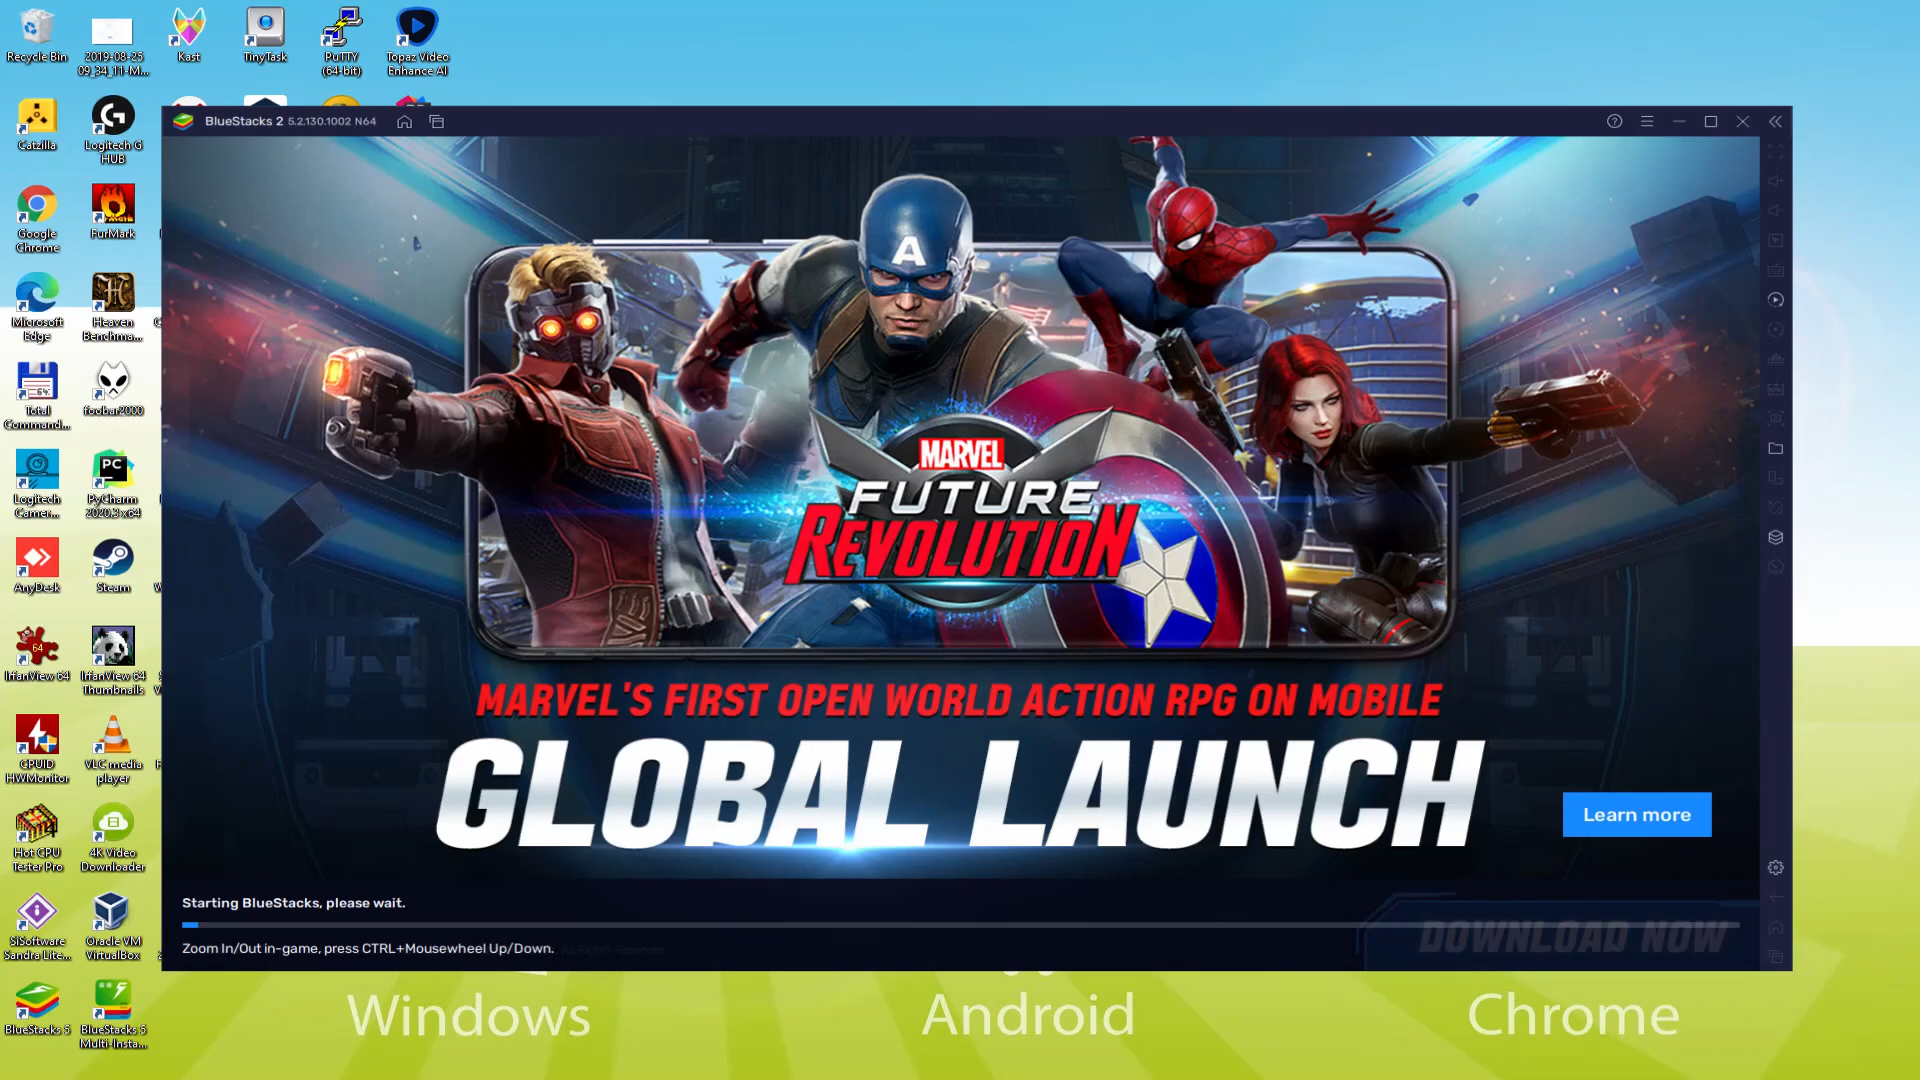 Recycle Bin
2019-08-25
09_34_11-M...
Kast
TinyTask
PuTTY
(64-bit)
Topaz Video
Enhance AI
Catzilla
Logitech G
HUB
Google
Chrome
FurMark
Microsoft
Edge
Heaven
Benchma...
Total
Command...
foobar2000
Logitech
Camer...
PyCharm
2020.3 x64
AnyDesk
Steam
IrfanView 64
IrfanView 64
Thumbnails
CPUID
HWMonitor
VLC media
player
Hot CPU
Tester Pro
4K Video
Downloader
SiSoftware
Sandra Lite...
Oracle VM
VirtualBox
BlueStacks 5
BlueStacks 5
Multi-Insta...
BlueStacks 2 5.2.130.1002 N64
A
MARVEL
FUTURE
REVOLUTION
MARVEL'S FIRST OPEN WORLD ACTION RPG ON MOBILE
GLOBAL LAUNCH
Learn more
Starting BlueStacks, please wait.
DOWNLOAD NOW
Zoom In/Out in-game, press CTRL+Mousewheel Up/Down.
Windows
Android
Chrome